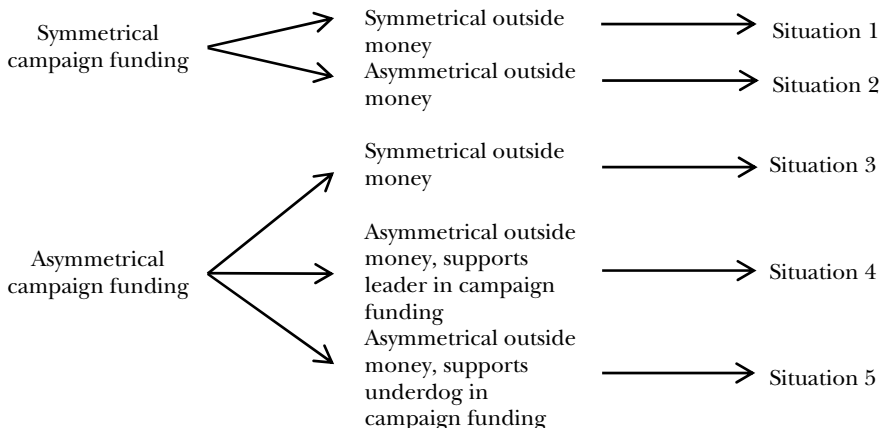 Symmetrical
campaign funding
Symmetrical outside
money
Situation 1
Asymmetrical outside
money
Situation 2
Asymmetrical
campaign funding
Symmetrical outside
money
Situation 3
Asymmetrical outside
money, supports
leader in campaign
funding
Situation 4
Asymmetrical outside
money, supports
underdog in
campaign funding
Situation 5